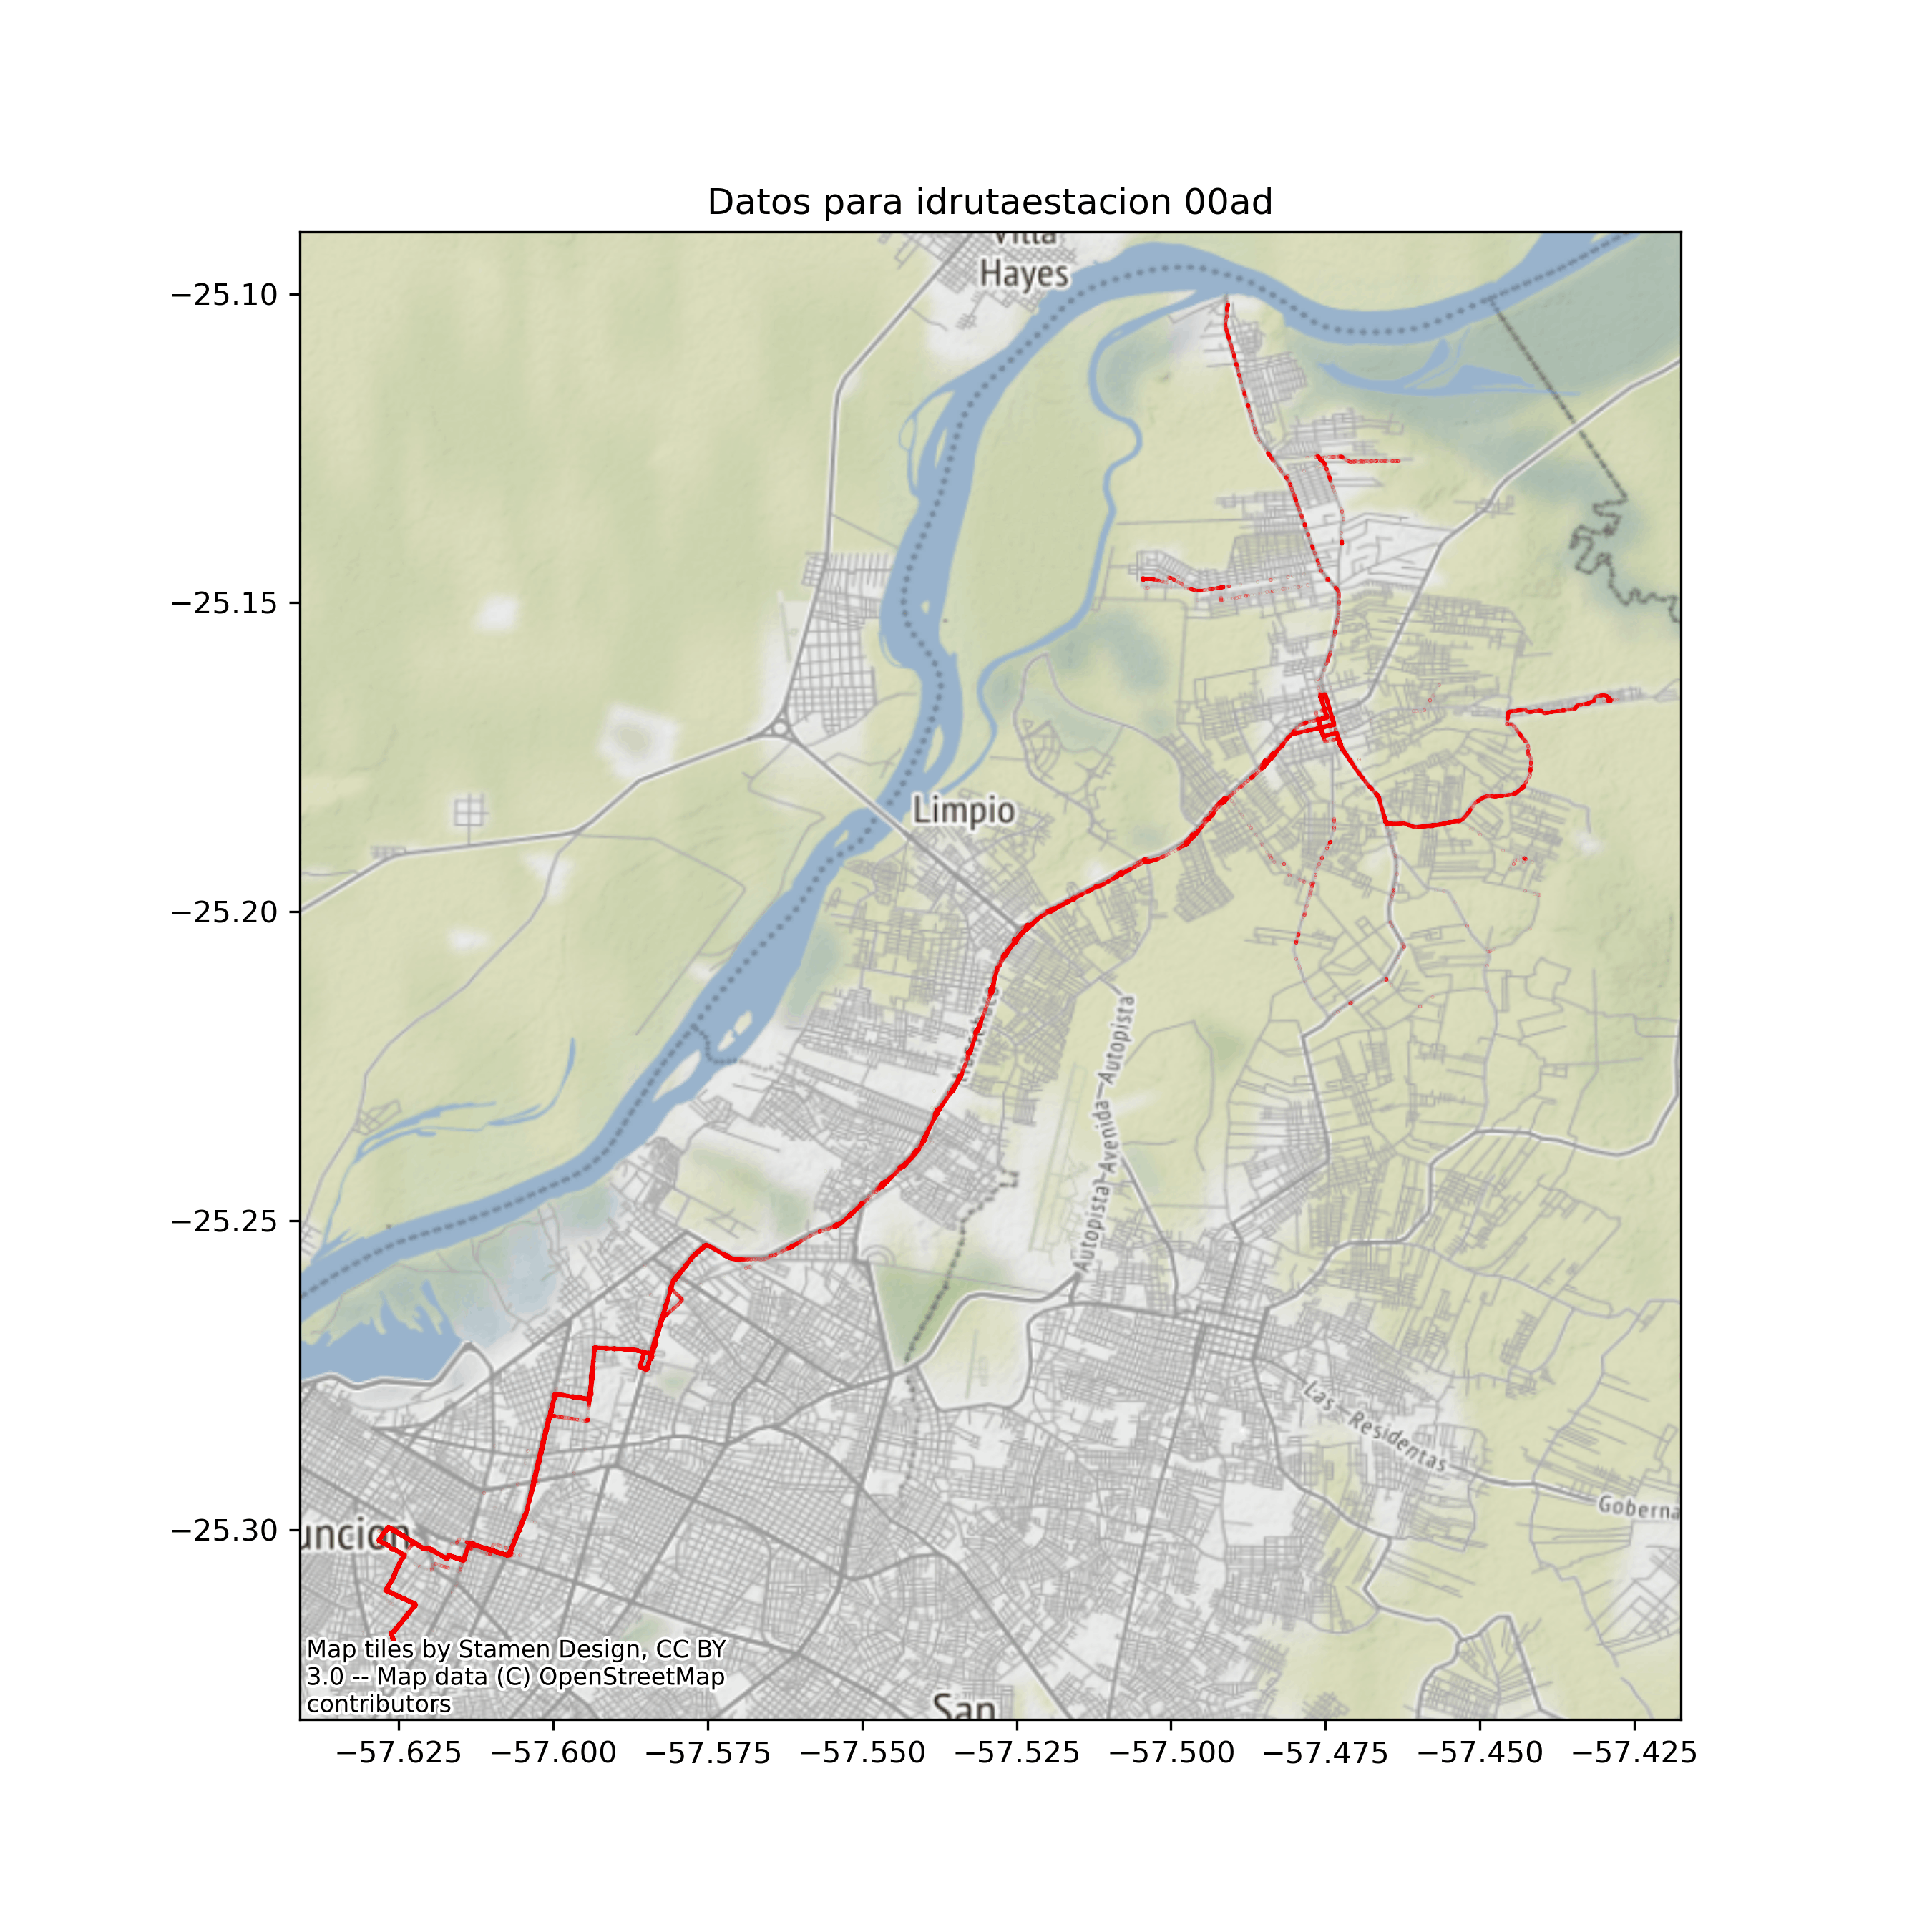 Datos para idrutaestacion 00ad
Hayes
−25.10
−25.15
Limpio
−25.20
Autopista Avenida Autopista
−25.25
Las Residentas
Goberna
−25.30
uncion
Map tiles by Stamen Design, CC BY
3.0 -- Map data (C) OpenStreetMap
contributors
San
−57.625 −57.600 −57.575 −57.550 −57.525 −57.500 −57.475 −57.450 −57.425